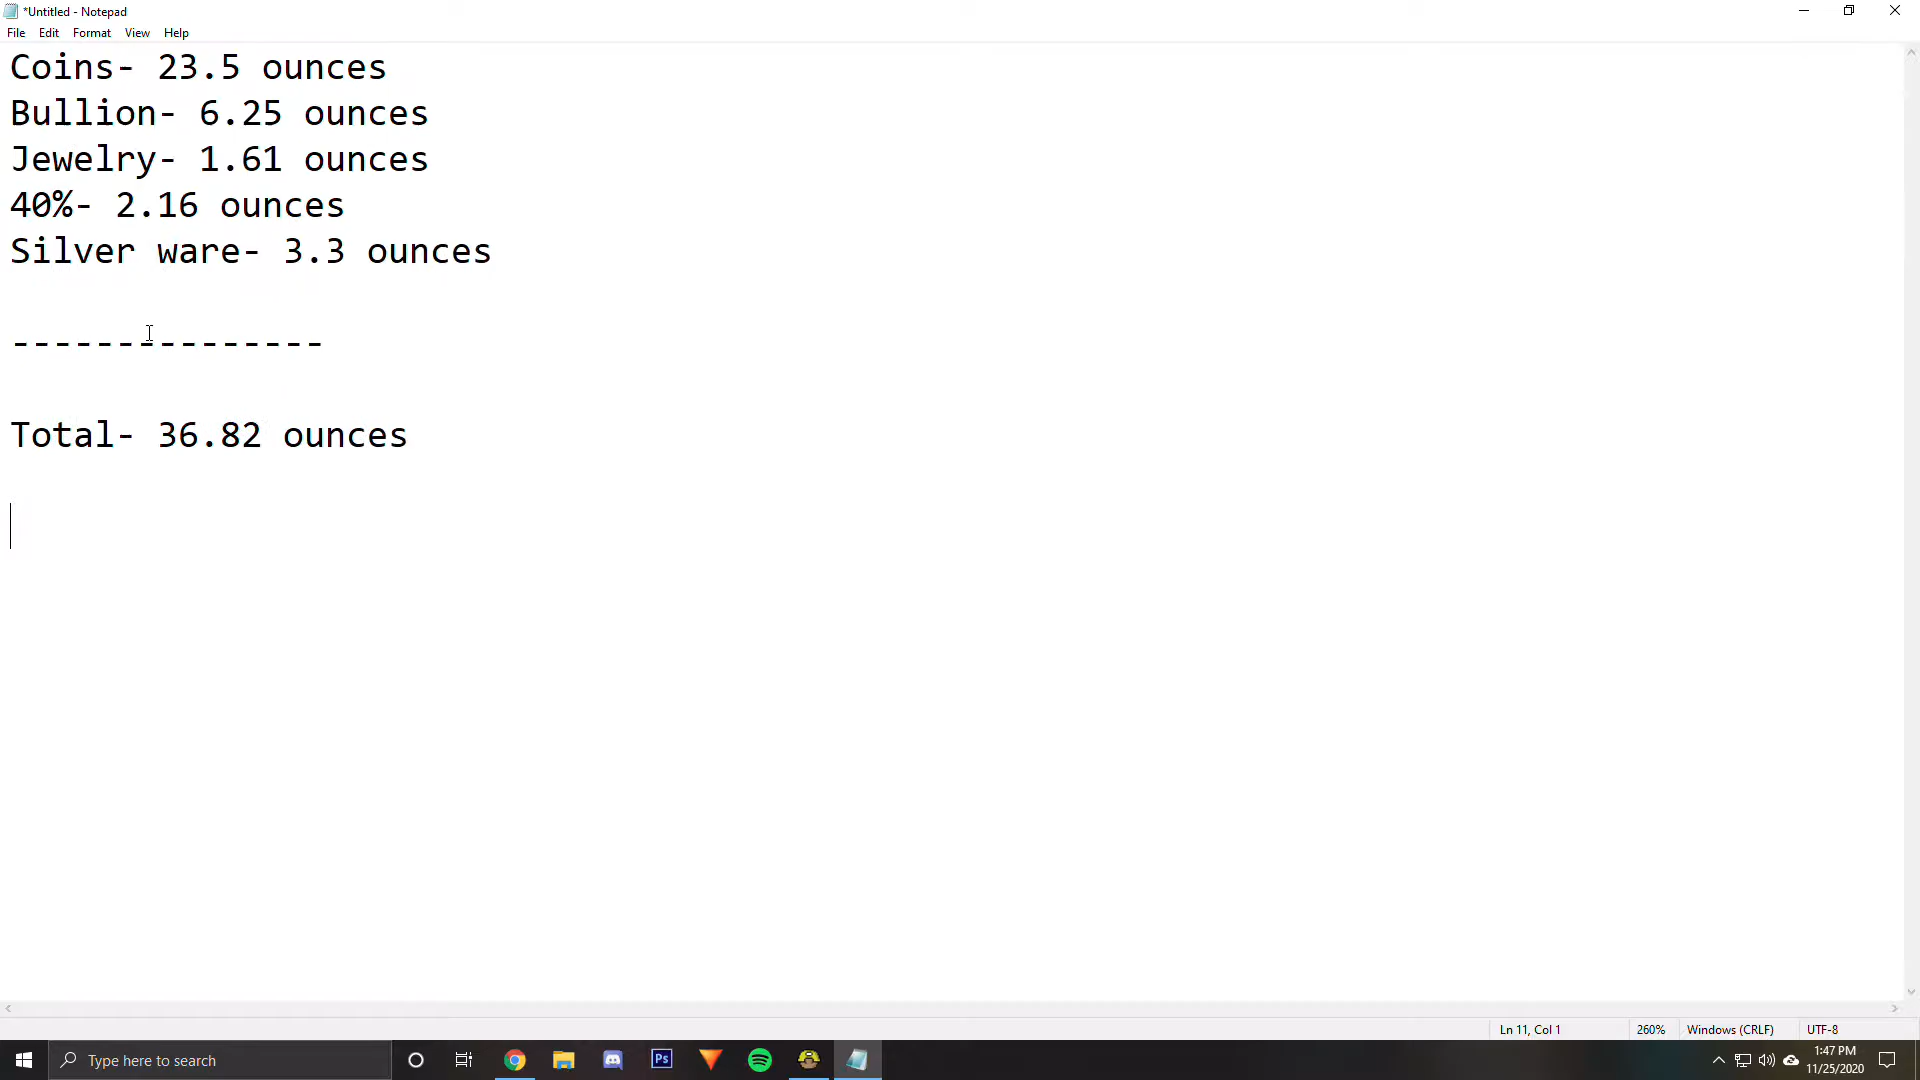 *Untitled - Notepad
File Edit Format View Help
Coins- 23.5 ounces
Bullion- 6.25 ounces
Jewelry- 1.61 ounces
40%- 2.16 ounces
Silver ware- 3.3 ounces
---------------
Total- 36.82 ounces
Ln 11, Col 1 260% Windows (CRLF) UTF-8
Type here to search
Ps
1:47 PM
11/25/2020